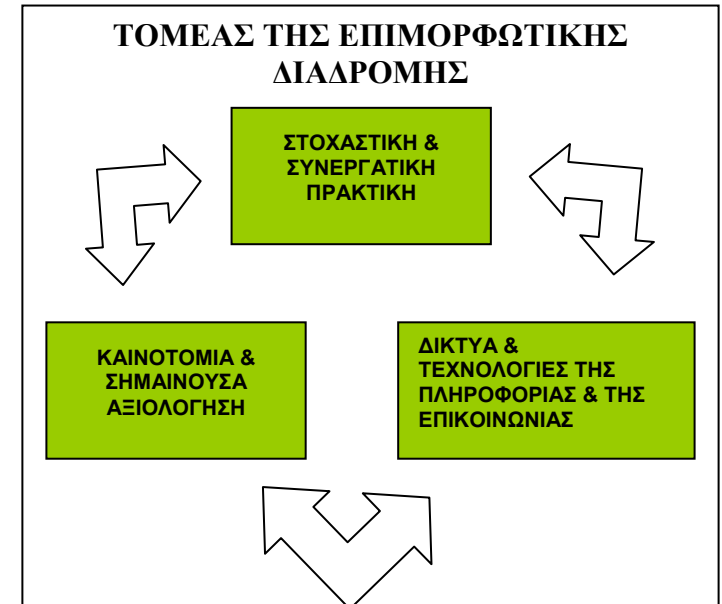 ΤΟΜΕΑΣ ΤΗΣ ΕΠΙΜΟΡΦΩΤΙΚΗΣ
ΔΙΑΔΡΟΜΗΣ
ΣΤΟΧΑΣΤΙΚΗ &
ΣΥΝΕΡΓΑΤΙΚΗ
ΠΡΑΚΤΙΚΗ
ΚΑΙΝΟΤΟΜΙΑ &
ΣΗΜΑΙΝΟΥΣΑ
ΑΞΙΟΛΟΓΗΣΗ
ΔΙΚΤΥΑ &
ΤΕΧΝΟΛΟΓΙΕΣ ΤΗΣ
ΠΛΗΡΟΦΟΡΙΑΣ & ΤΗΣ
ΕΠΙΚΟΙΝΩΝΙΑΣ